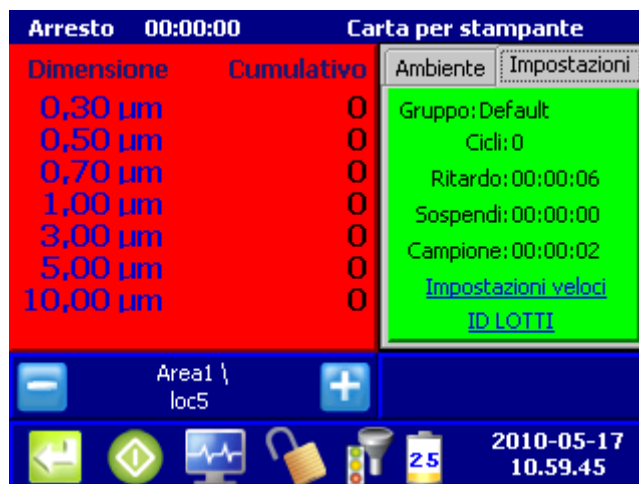 Arresto 00:00:00 Carta per stampante
Dimensione Cumulativo
0,30 µm 0
0,50 µm 0
0,70 µm 0
1,00 µm 0
3,00 µm 0
5,00 µm 0
10,00 µm 0
Ambiente Impostazioni
Gruppo: Default
Cicli: 0
Ritardo: 00:00:06
Sospendi: 00:00:00
Campione: 00:00:02
Impostazioni veloci
ID LOTTI
Area1 \
loc5
25
2010-05-17
10.59.45